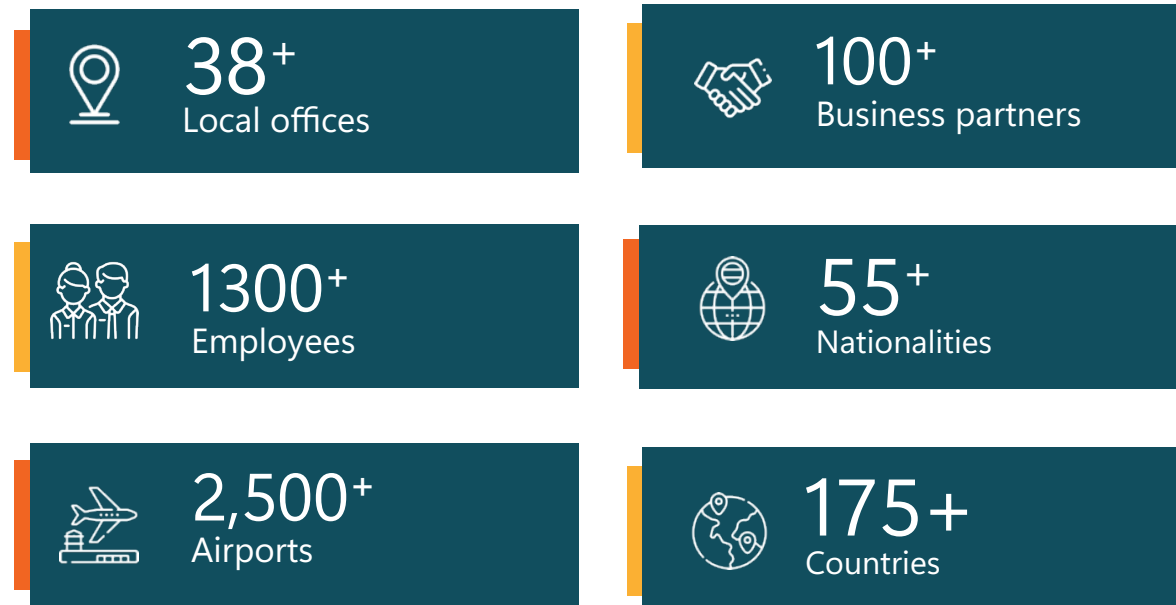 38+
Local offices
100+
Business partners
1300+
Employees
55+
Nationalities
2,500+
Airports
175+
Countries